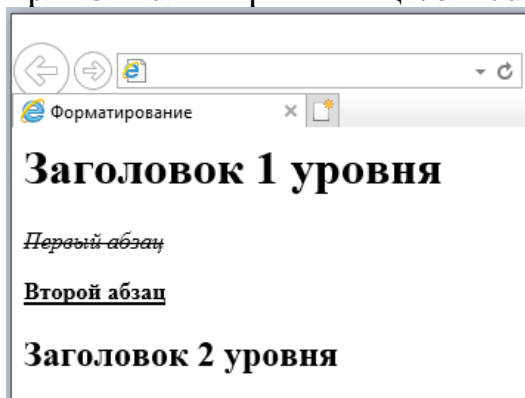 Форматирование
Заголовок 1 уровня
Первый абзац
Второй абзац
Заголовок 2 уровня